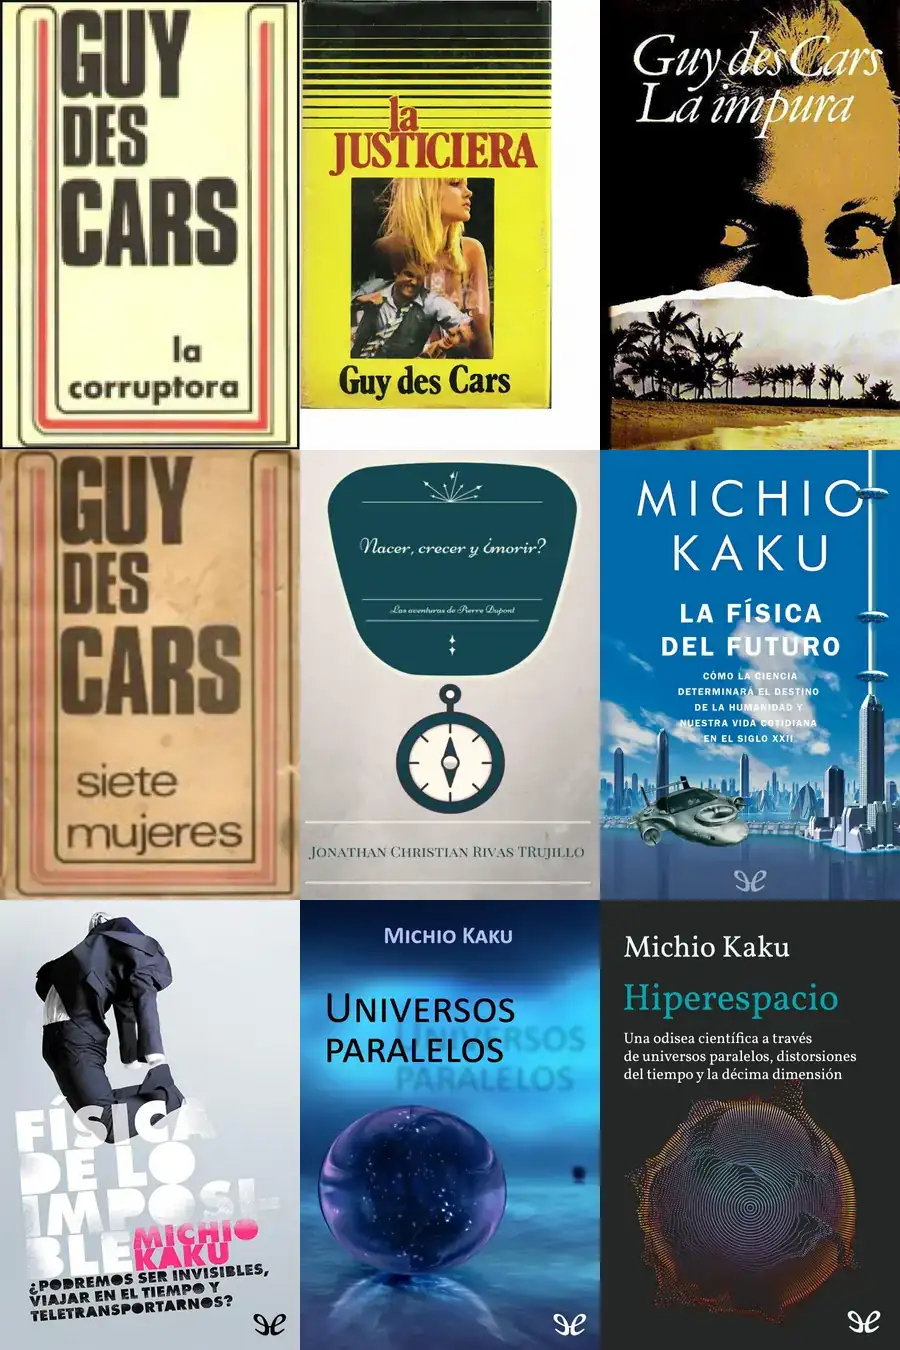 GUY
DES
CARS
la
corruptora
la
JUSTICIERA
Guy des Cars
Guy des Cars
La impura
GUY
DES
CARS
siete
mujeres
Nacer, crecer y ¿morir?
Las aventuras de Pierre Dupont
JONATHAN CHRISTIAN RIVAS TRUJILLO
MICHIO
KAKU
LA FÍSICA
DEL FUTURO
CÓMO LA CIENCIA
DETERMINARÁ EL DESTINO
DE LA HUMANIDAD Y
NUESTRA VIDA COTIDIANA
EN EL SIGLO XXII
FÍSICA
DE LO
IMPOSI-
BLE
MICHIO
KAKU
¿PODREMOS SER INVISIBLES,
VIAJAR EN EL TIEMPO Y
TELETRANSPORTARNOS?
MICHIO KAKU
UNIVERSOS
PARALELOS
UNIVERSOS
PARALELOS
Michio Kaku
Hiperespacio
Una odisea científica a través
de universos paralelos, distorsiones
del tiempo y la décima dimensión